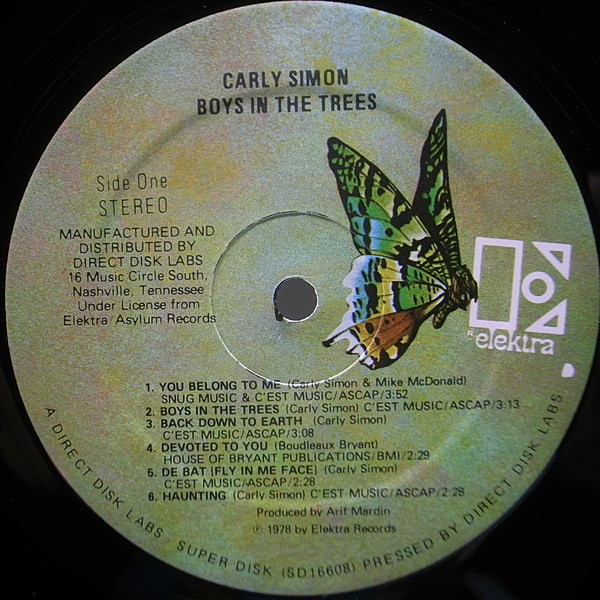 CARLY SIMON
BOYS IN THE TREES
Side One
STEREO
MANUFACTURED AND
DISTRIBUTED BY
DIRECT DISK LABS
16 Music Circle South,
Nashville, Tennessee
Under License from
Elektra/Asylum Records
elektra
1. YOU BELONG TO ME (Carly Simon & Mike McDonald)
SNUG MUSIC & C'EST MUSIC/ASCAP/3:52
2. BOYS IN THE TREES (Carly Simon) C'EST MUSIC/ASCAP/3:13
3. BACK DOWN TO EARTH (Carly Simon)
C'EST MUSIC/ASCAP/3:08
4. DEVOTED TO YOU (Boudleaux Bryant)
HOUSE OF BRYANT PUBLICATIONS/BMI/2:29
5. DE BAT (FLY IN ME FACE) (Carly Simon)
C'EST MUSIC/ASCAP/2:28
6. HAUNTING (Carly Simon) C'EST MUSIC/ASCAP/2:28
Produced by Arif Mardin
℗ 1978 by Elektra Records
A DIRECT DISK LABS · SUPER DISK (SD16608) PRESSED BY DIRECT DISK LABS